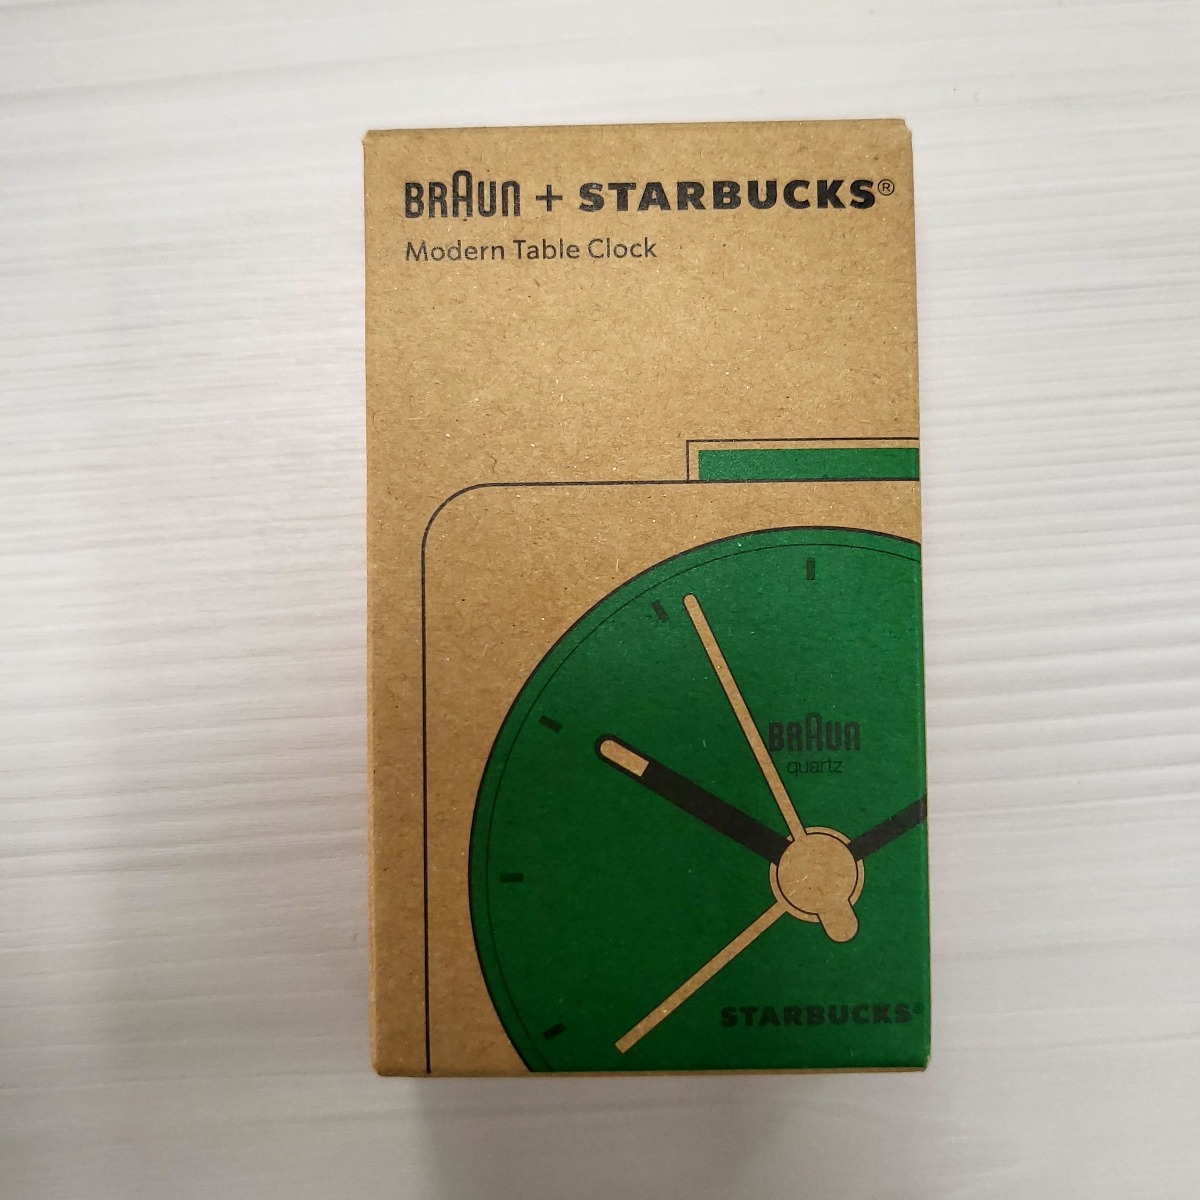 BRAUN + STARBUCKS®
Modern Table Clock
BRAUN
quartz
STARBUCKS®